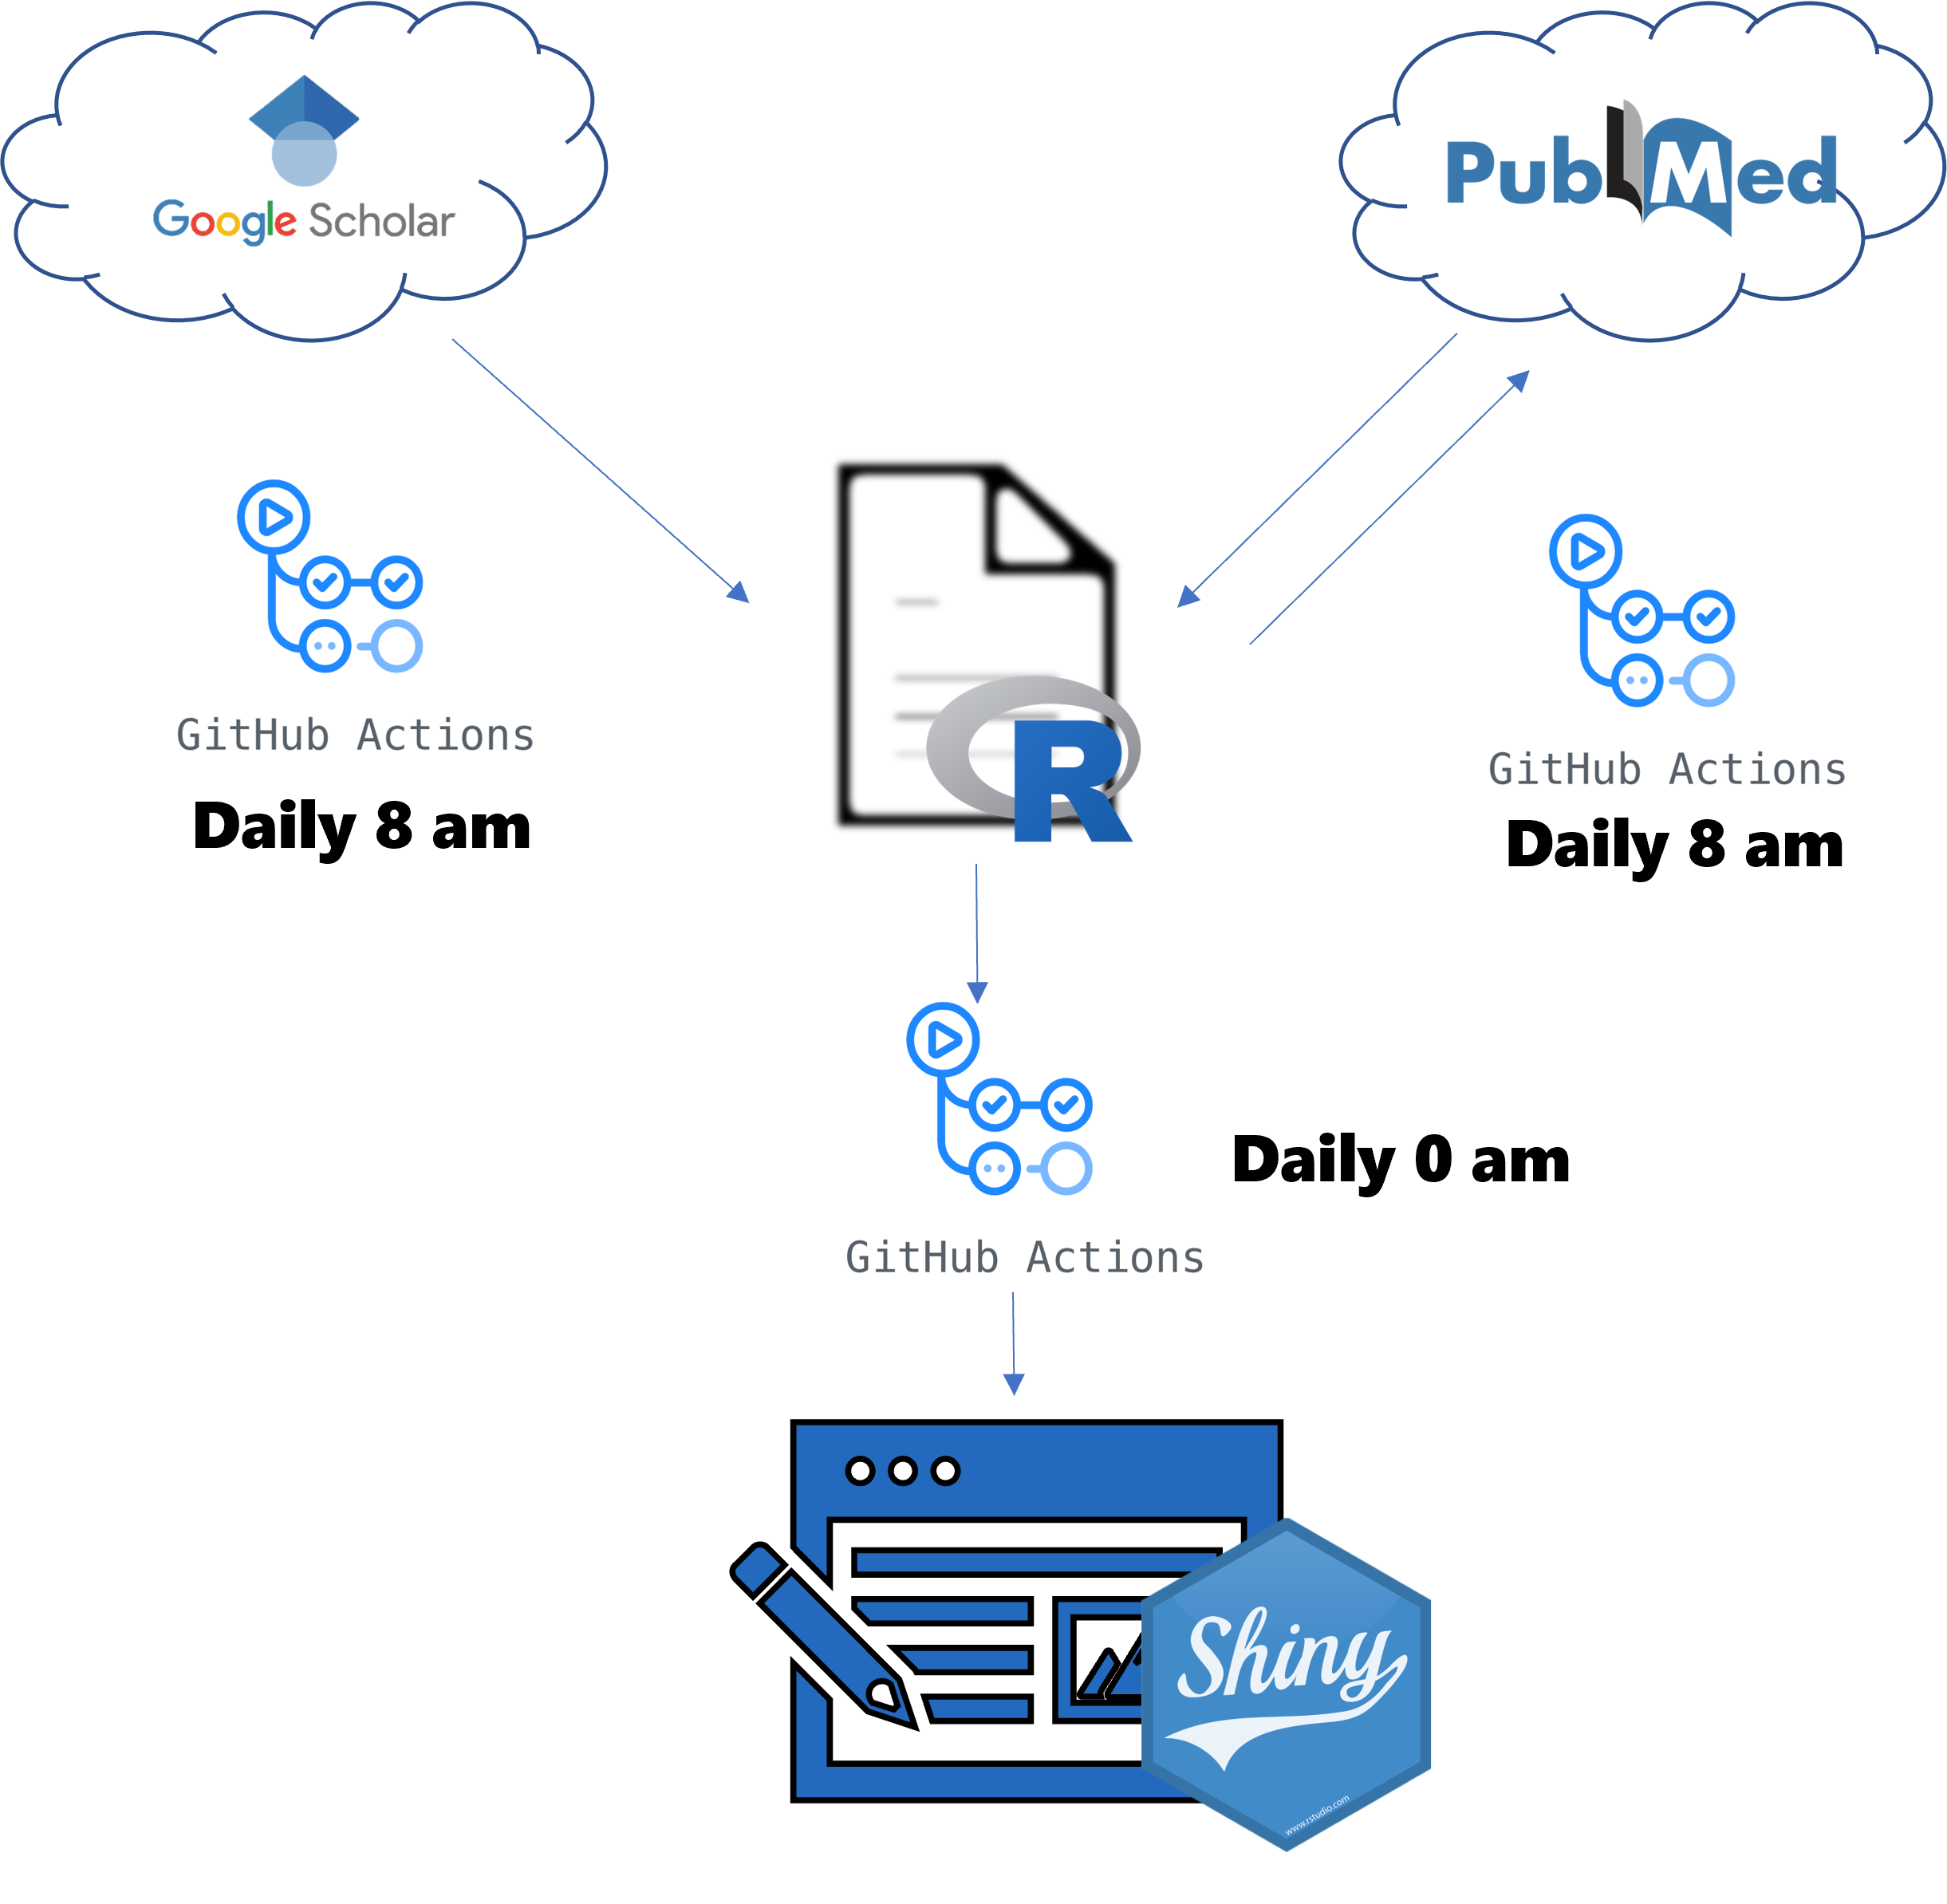 Google Scholar
PubMed
GitHub Actions
Daily 8 am
GitHub Actions
Daily 8 am
R
Daily 0 am
GitHub Actions
Shiny
www.rstudio.com